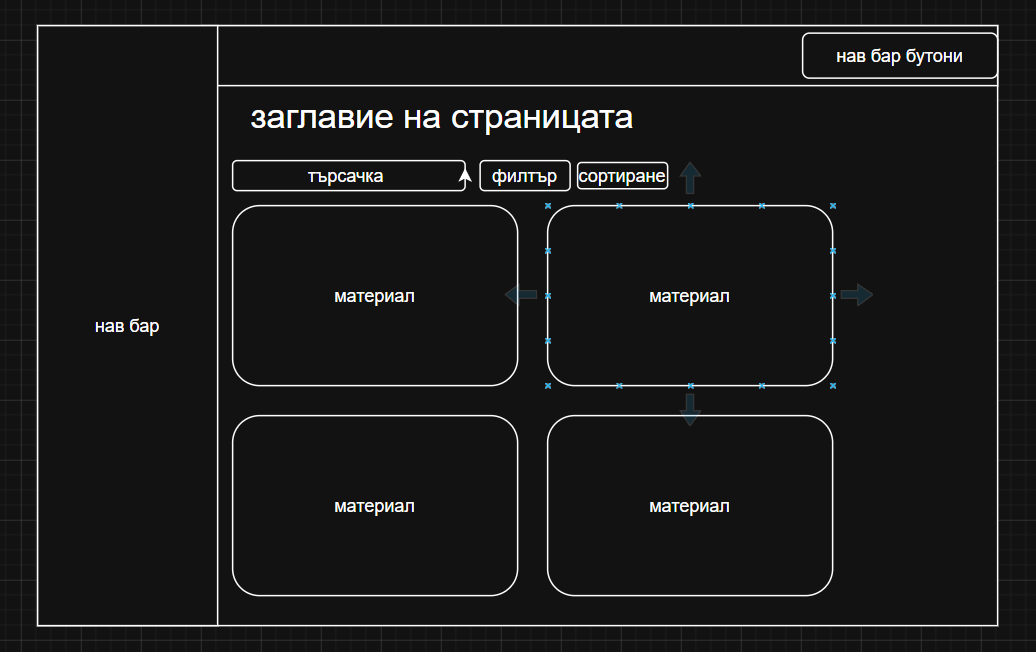 нав бар бутони
заглавие на страницата
търсачка
филтър
сортиране
материал
материал
нав бар
материал
материал